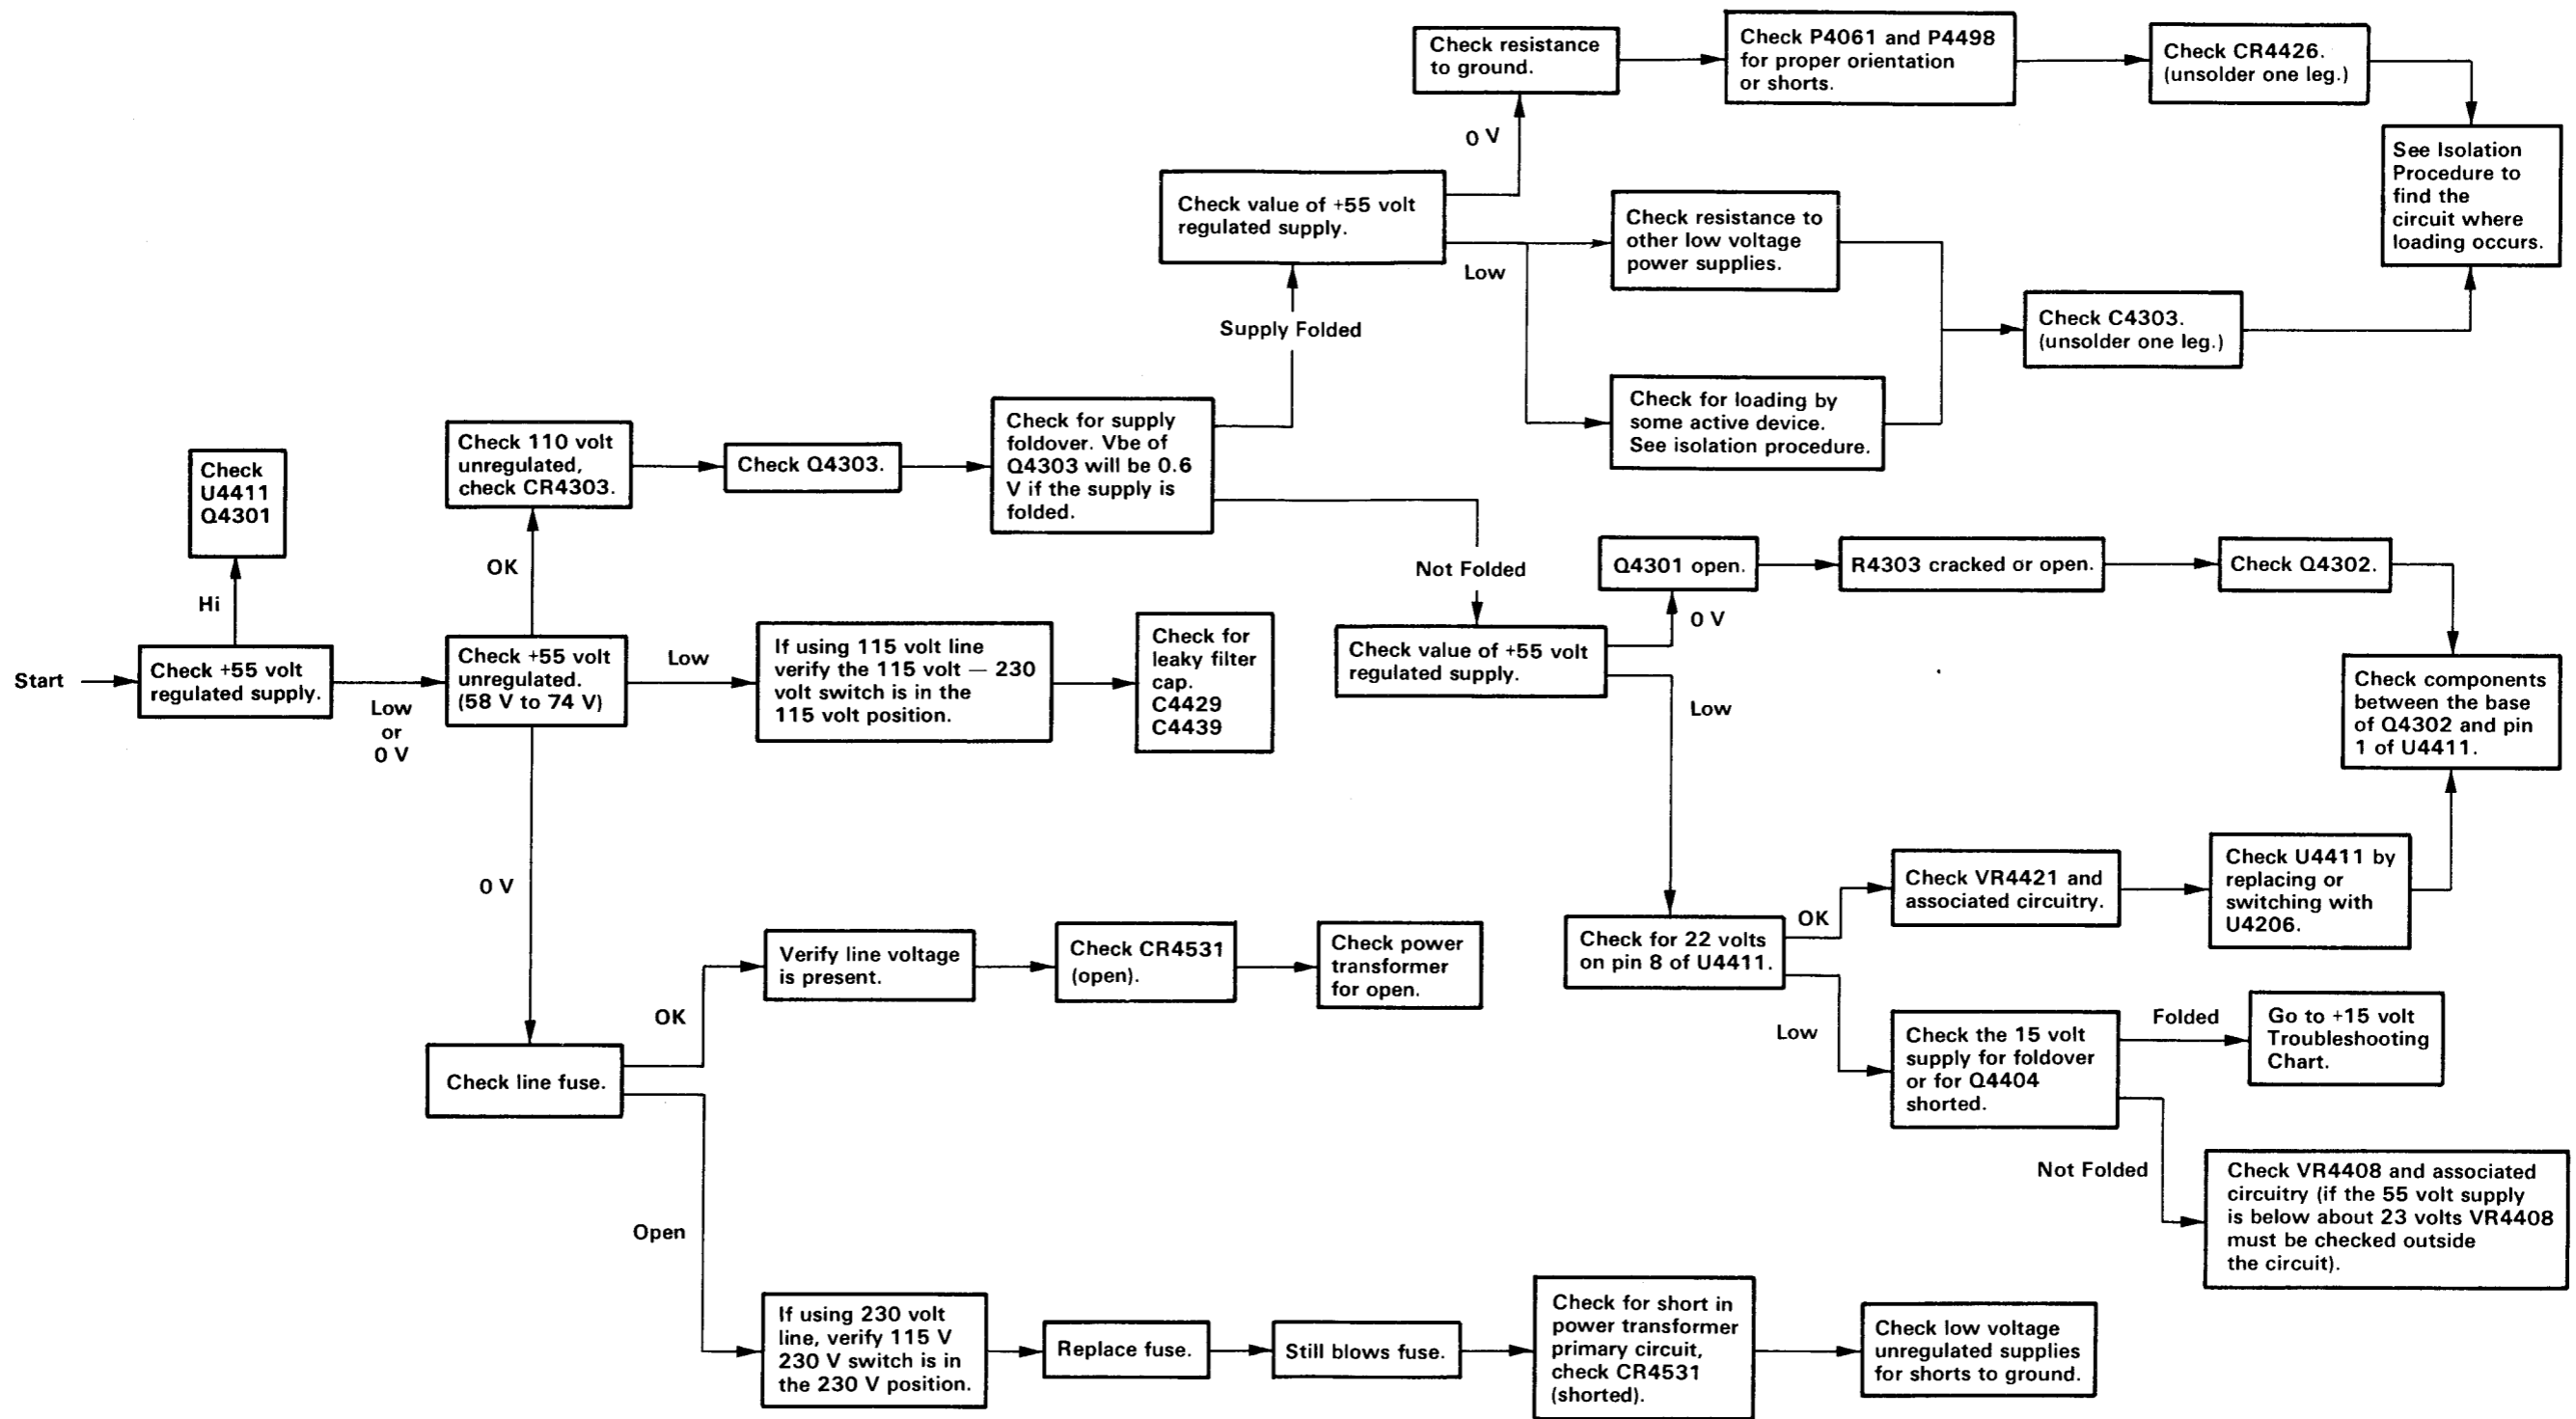 Start
Check +55 volt
regulated supply.
Hi
Check
U4411
Q4301
Low
or
0 V
Check +55 volt
unregulated.
(58 V to 74 V)
OK
Check 110 volt
unregulated,
check CR4303.
Check Q4303.
Check for supply
foldover. Vbe of
Q4303 will be 0.6
V if the supply is
folded.
Supply Folded
Check value of +55 volt
regulated supply.
0 V
Check resistance
to ground.
Check P4061 and P4498
for proper orientation
or shorts.
Check CR4426.
(unsolder one leg.)
See Isolation
Procedure to
find the
circuit where
loading occurs.
Low
Check resistance to
other low voltage
power supplies.
Check for loading by
some active device.
See isolation procedure.
Check C4303.
(unsolder one leg.)
Not Folded
Check value of +55 volt
regulated supply.
0 V
Q4301 open.
R4303 cracked or open.
Check Q4302.
Check components
between the base
of Q4302 and pin
1 of U4411.
Low
Check for 22 volts
on pin 8 of U4411.
OK
Check VR4421 and
associated circuitry.
Check U4411 by
replacing or
switching with
U4206.
Low
Check the 15 volt
supply for foldover
or for Q4404
shorted.
Folded
Go to +15 volt
Troubleshooting
Chart.
Not Folded
Check VR4408 and associated
circuitry (if the 55 volt supply
is below about 23 volts VR4408
must be checked outside
the circuit).
Low
If using 115 volt line
verify the 115 volt — 230
volt switch is in the
115 volt position.
Check for
leaky filter
cap.
C4429
C4439
0 V
Check line fuse.
OK
Verify line voltage
is present.
Check CR4531
(open).
Check power
transformer
for open.
Open
If using 230 volt
line, verify 115 V
230 V switch is in
the 230 V position.
Replace fuse.
Still blows fuse.
Check for short in
power transformer
primary circuit,
check CR4531
(shorted).
Check low voltage
unregulated supplies
for shorts to ground.